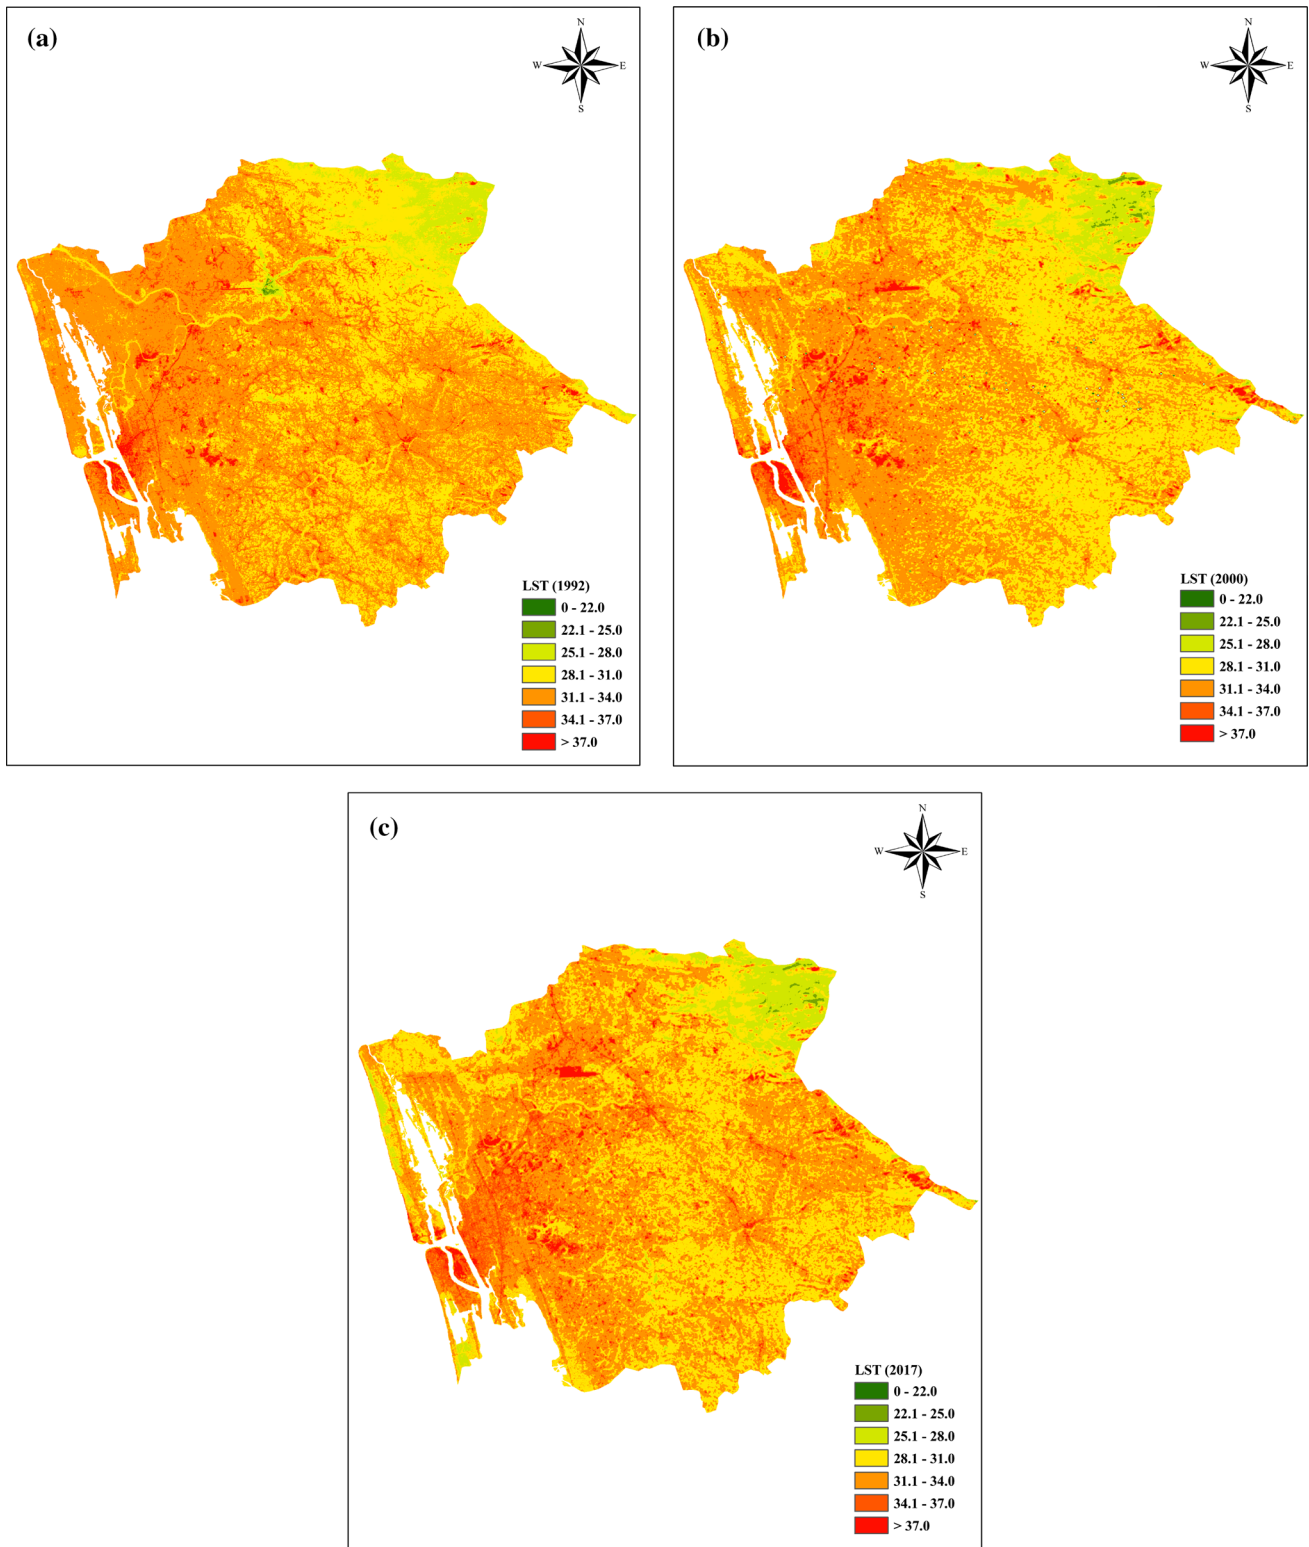 (a)
N
W E
S
LST (1992)
0 - 22.0
22.1 - 25.0
25.1 - 28.0
28.1 - 31.0
31.1 - 34.0
34.1 - 37.0
> 37.0
(b)
N
W E
S
LST (2000)
0 - 22.0
22.1 - 25.0
25.1 - 28.0
28.1 - 31.0
31.1 - 34.0
34.1 - 37.0
> 37.0
(c)
N
W E
S
LST (2017)
0 - 22.0
22.1 - 25.0
25.1 - 28.0
28.1 - 31.0
31.1 - 34.0
34.1 - 37.0
> 37.0